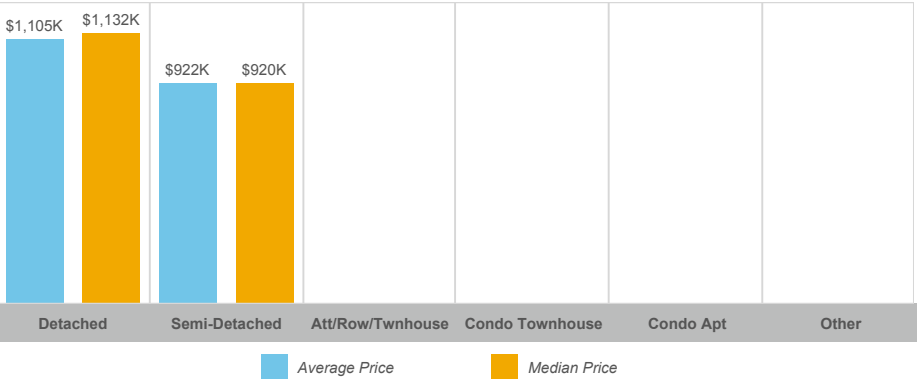 $1,105K $1,132K
$922K $920K
Detached Semi-Detached Att/Row/Twnhouse Condo Townhouse Condo Apt Other
Average Price Median Price